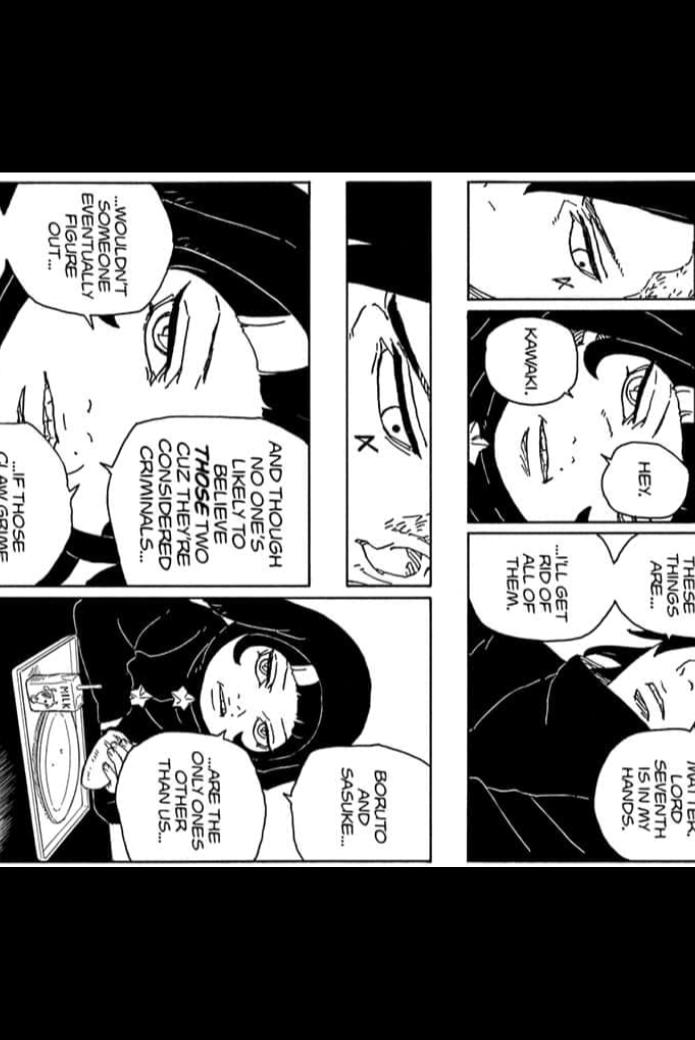 MATTER,
LORD
SEVENTH
IS IN MY
HANDS.
THESE
THINGS
ARE...
...I'LL GET
RID OF
ALL OF
THEM.
HEY.
KAWAKI.
BORUTO
AND
SASUKE...
...ARE THE
ONLY ONES
OTHER
THAN US...
MILK
AND THOUGH
NO ONE'S
LIKELY TO
BELIEVE
THOSE TWO
CUZ THEY'RE
CONSIDERED
CRIMINALS...
...WOULDN'T
SOMEONE
EVENTUALLY
FIGURE
OUT...
...IF THOSE
CLAW GRIME